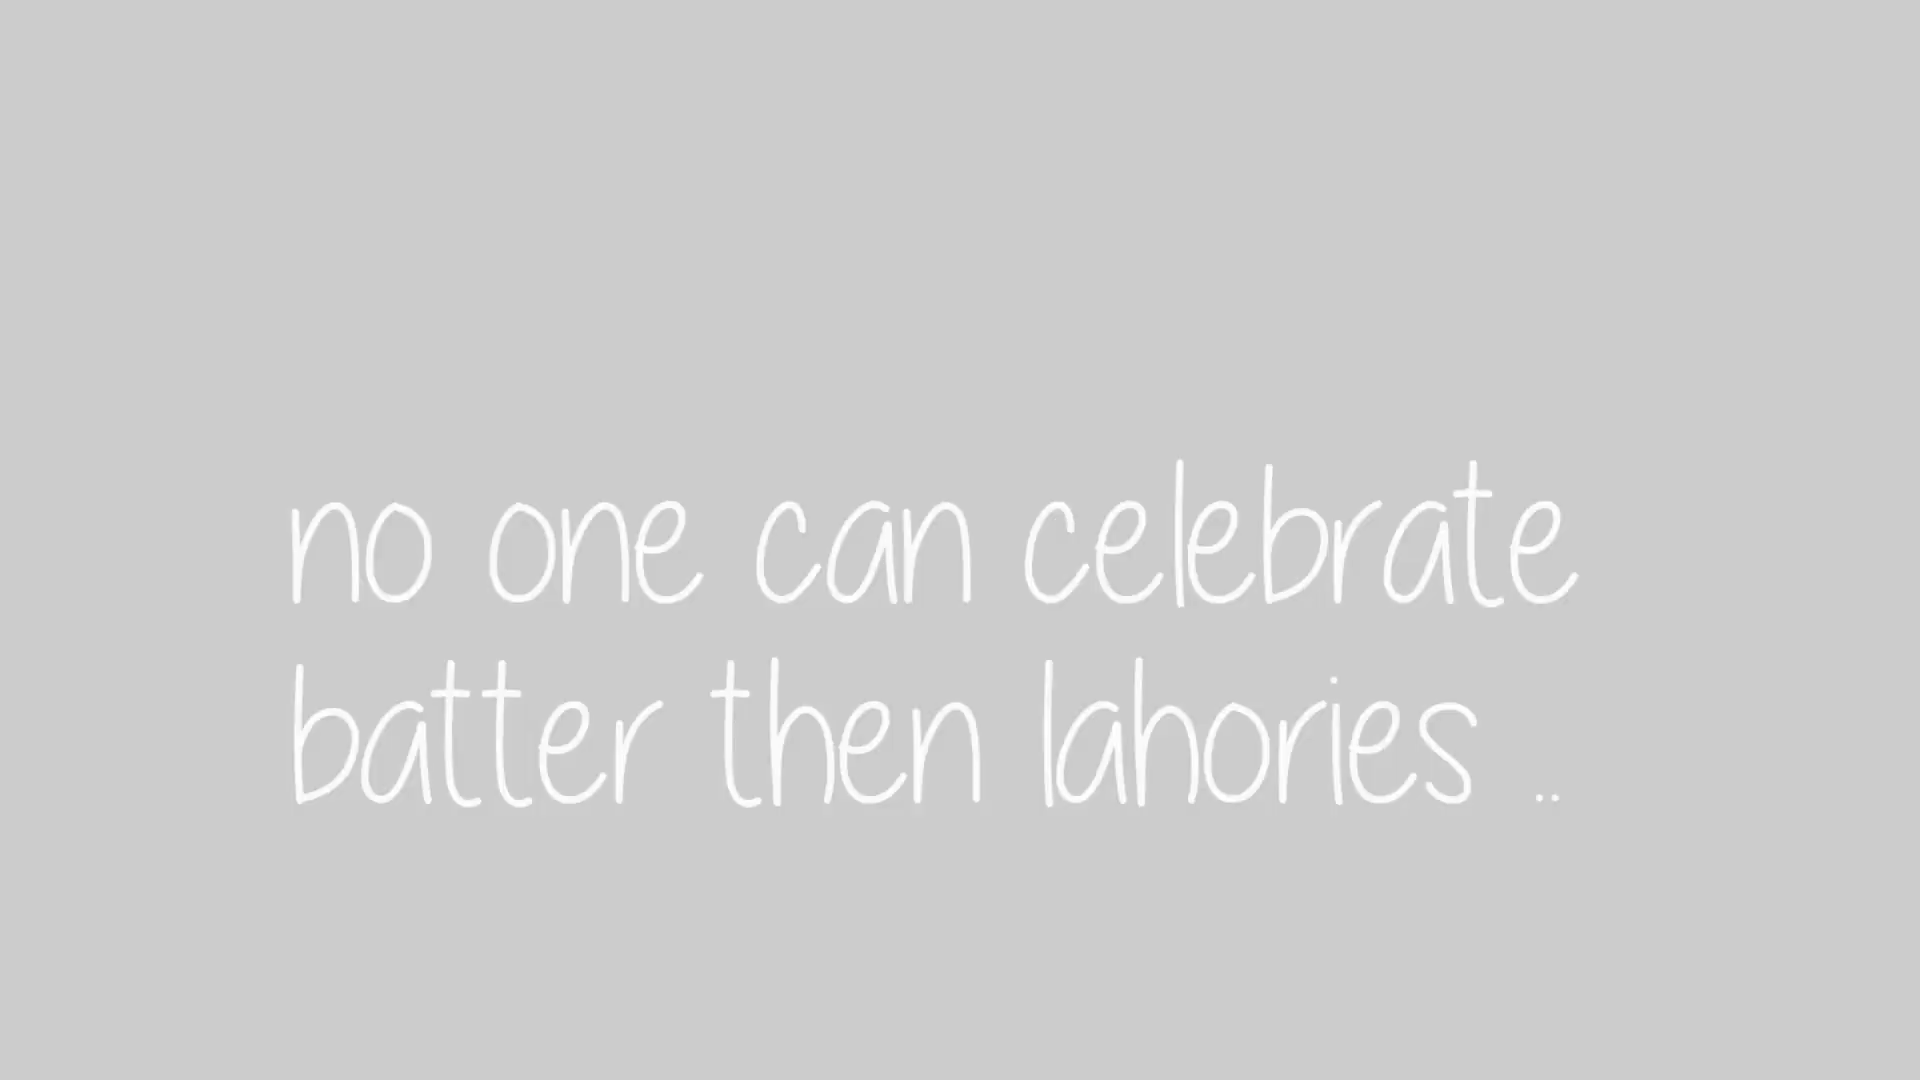 no one can celebrate
batter then lahories ..